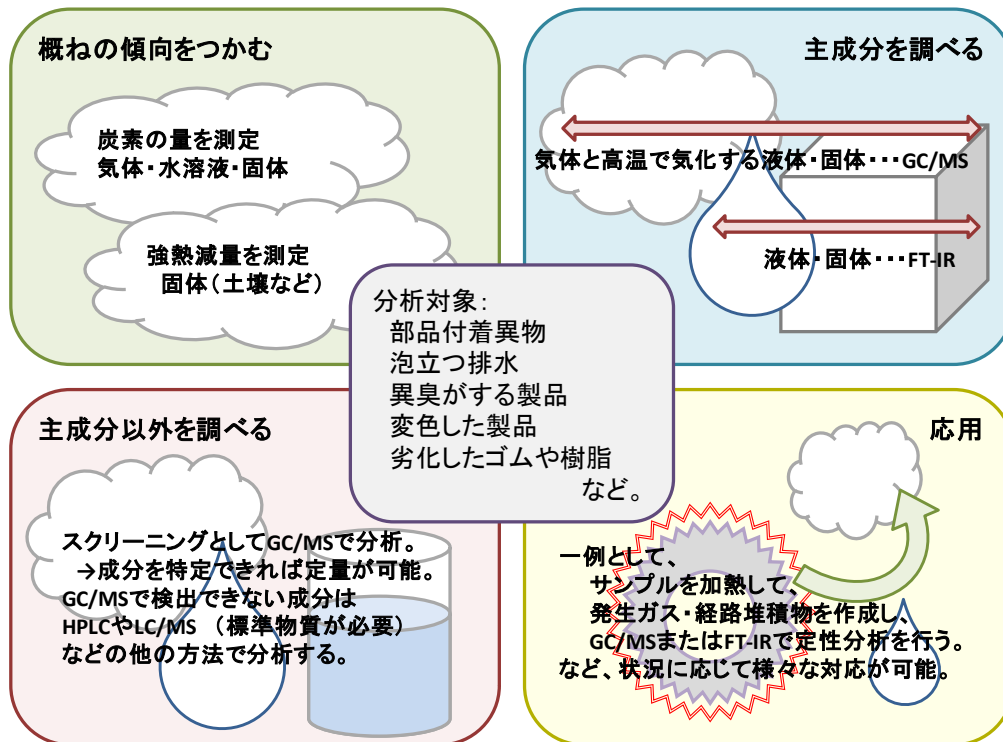 概ねの傾向をつかむ
炭素の量を測定
気体・水溶液・固体
強熱減量を測定
固体（土壌など）
主成分を調べる
気体と高温で気化する液体・固体・・・GC/MS
液体・固体・・・FT-IR
分析対象：
部品付着異物
泡立つ排水
異臭がする製品
変色した製品
劣化したゴムや樹脂
など。
主成分以外を調べる
スクリーニングとしてGC/MSで分析。
→成分を特定できれば定量が可能。
GC/MSで検出できない成分は
HPLCやLC/MS （標準物質が必要）
などの他の方法で分析する。
応用
一例として、
サンプルを加熱して、
発生ガス・経路堆積物を作成し、
GC/MSまたはFT-IRで定性分析を行う。
など、状況に応じて様々な対応が可能。